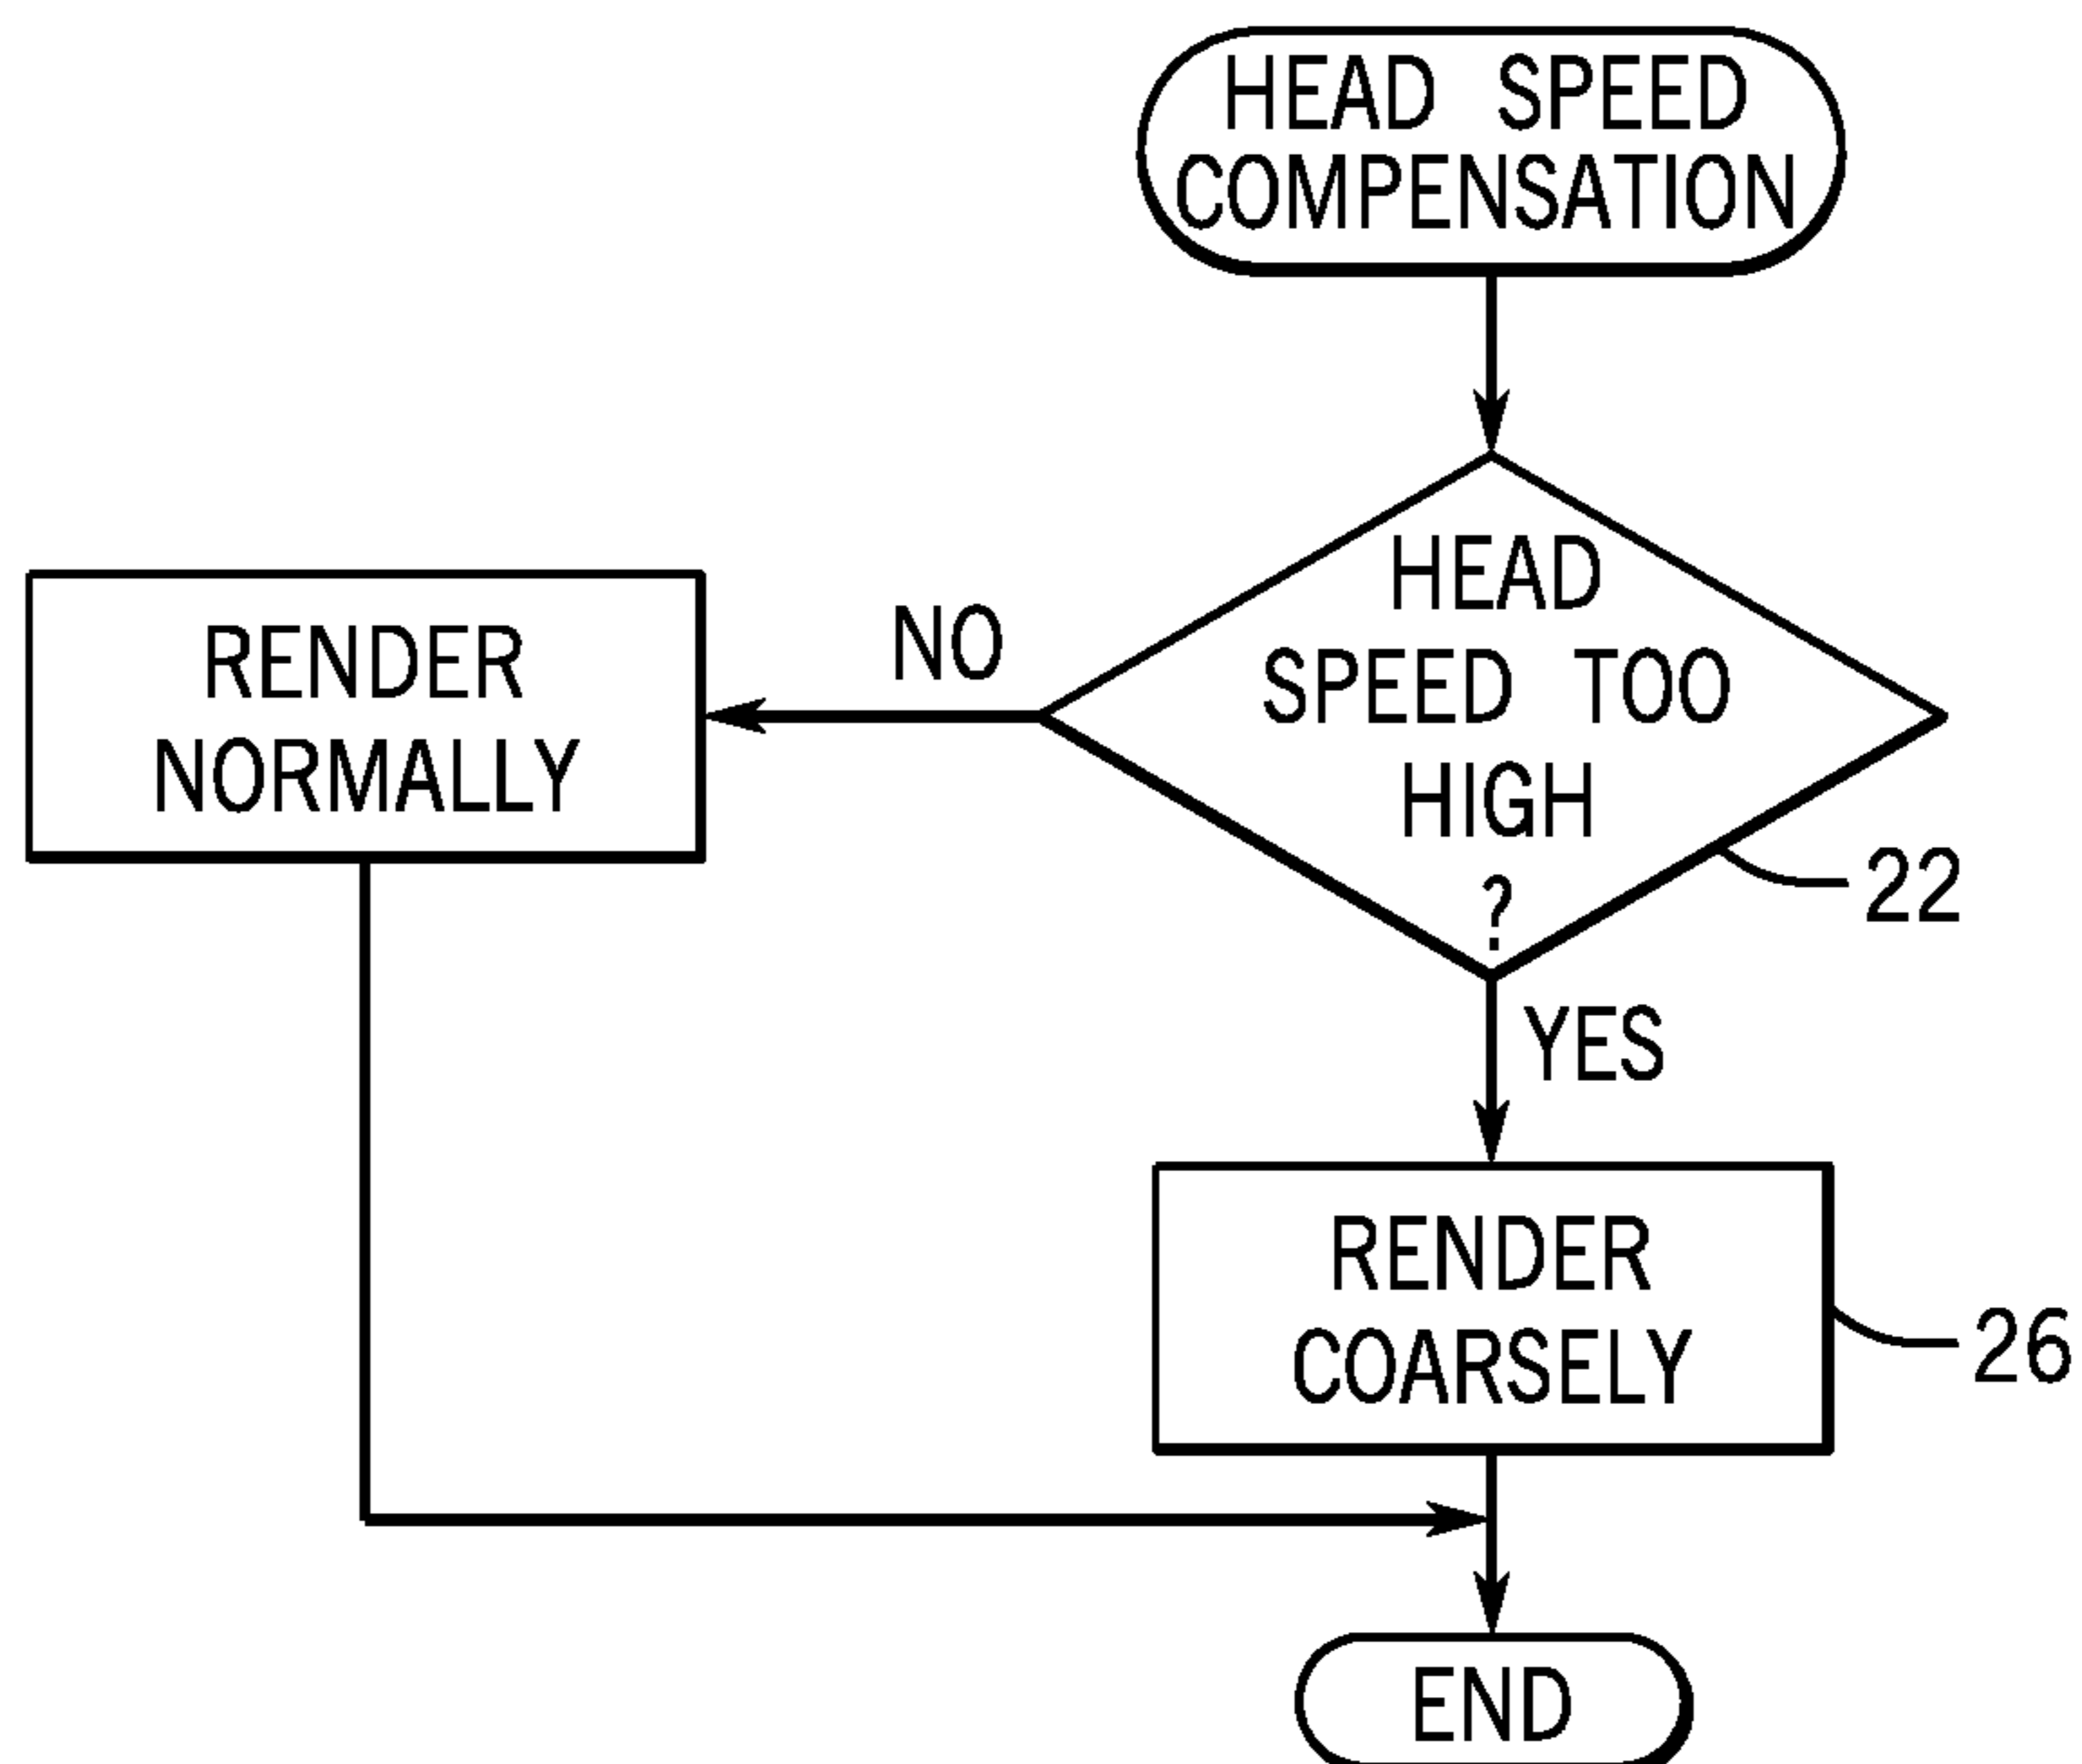 HEAD SPEED
COMPENSATION
HEAD
SPEED TOO
HIGH
?
22
NO
RENDER
NORMALLY
YES
RENDER
COARSELY
26
END